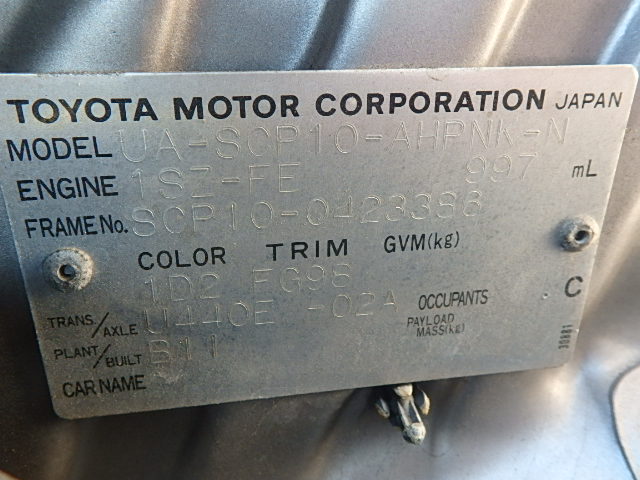 TOYOTA MOTOR CORPORATION JAPAN
MODEL UA-SCP10-AHPNK-N
ENGINE 1SZ-FE 997 mL
FRAME No. SCP10-0423388
COLOR TRIM GVM(kg)
1D2 FG98
C
TRANS/AXLE U440E -02A OCCUPANTS
PAYLOAD MASS(kg)
PLANT/BUILT B11
30881
CAR NAME